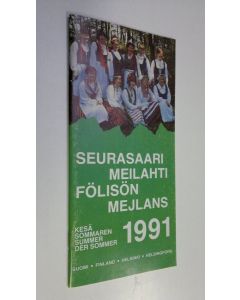 SEURASAARI
MEILAHTI
FÖLISÖN
MEJLANS
KESÄ
SOMMAREN
SUMMER
DER SOMMER
1991
SUOMI • FINLAND • HELSINKI • HELSINGFORS